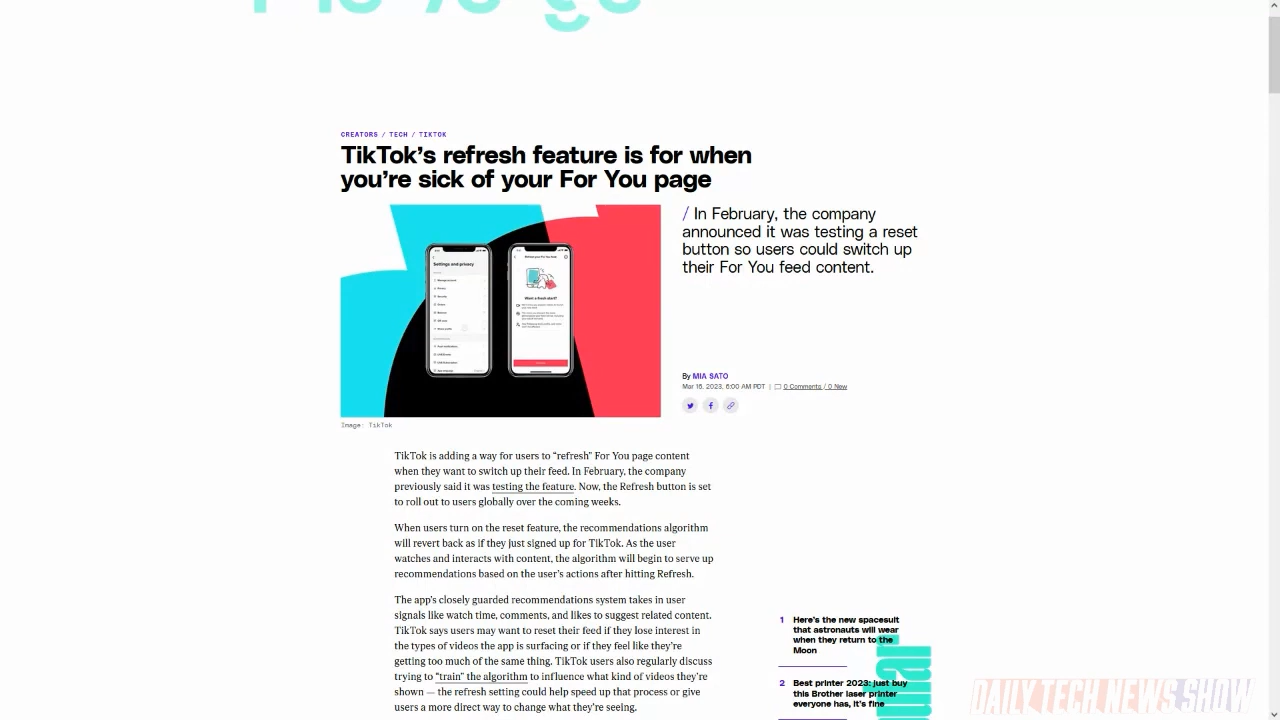 CREATORS / TECH / TIKTOK
TikTok's refresh feature is for when
you're sick of your For You page
/ In February, the company
announced it was testing a reset
button so users could switch up
their For You feed content.
Settings and privacy
Want a fresh start?
By MIA SATO
Mar 16, 2023, 6:00 AM PDT | 0 Comments / 0 New
Image: TikTok
TikTok is adding a way for users to “refresh” For You page content
when they want to switch up their feed. In February, the company
previously said it was testing the feature. Now, the Refresh button is set
to roll out to users globally over the coming weeks.
When users turn on the reset feature, the recommendations algorithm
will revert back as if they just signed up for TikTok. As the user
watches and interacts with content, the algorithm will begin to serve up
recommendations based on the user's actions after hitting Refresh.
The app's closely guarded recommendations system takes in user
signals like watch time, comments, and likes to suggest related content.
TikTok says users may want to reset their feed if they lose interest in
the types of videos the app is surfacing or if they feel like they're
getting too much of the same thing. TikTok users also regularly discuss
trying to “train” the algorithm to influence what kind of videos they're
shown — the refresh setting could help speed up that process or give
users a more direct way to change what they're seeing.
1 Here's the new spacesuit
that astronauts will wear
when they return to the
Moon
2 Best printer 2023: just buy
this Brother laser printer
everyone has, it's fine
DAILY TECH NEWS SHOW